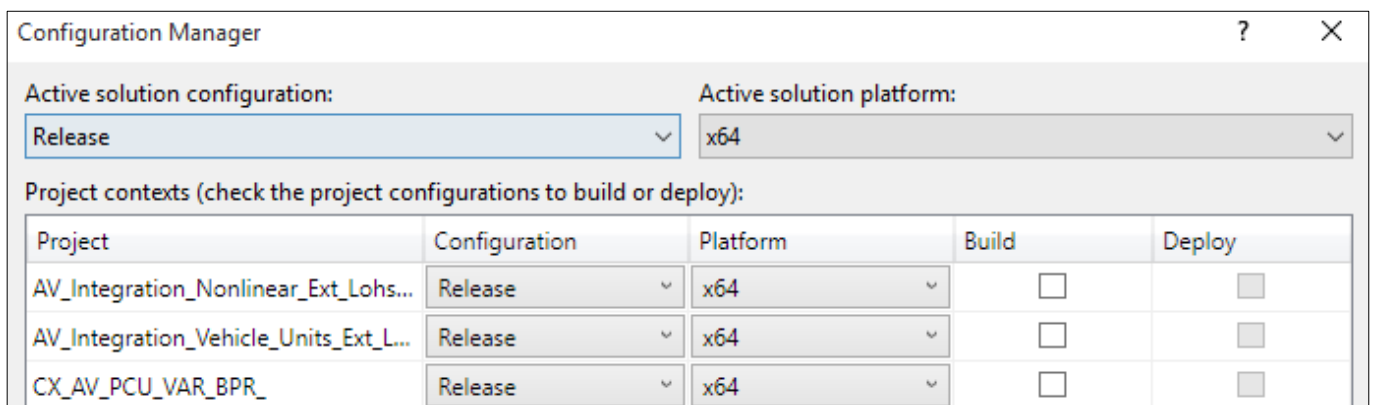 Configuration Manager ? ×
Active solution configuration: Active solution platform:
Release x64
Project contexts (check the project configurations to build or deploy):
Project Configuration Platform Build Deploy
AV_Integration_Nonlinear_Ext_Lohs... Release x64
AV_Integration_Vehicle_Units_Ext_L... Release x64
CX_AV_PCU_VAR_BPR_ Release x64